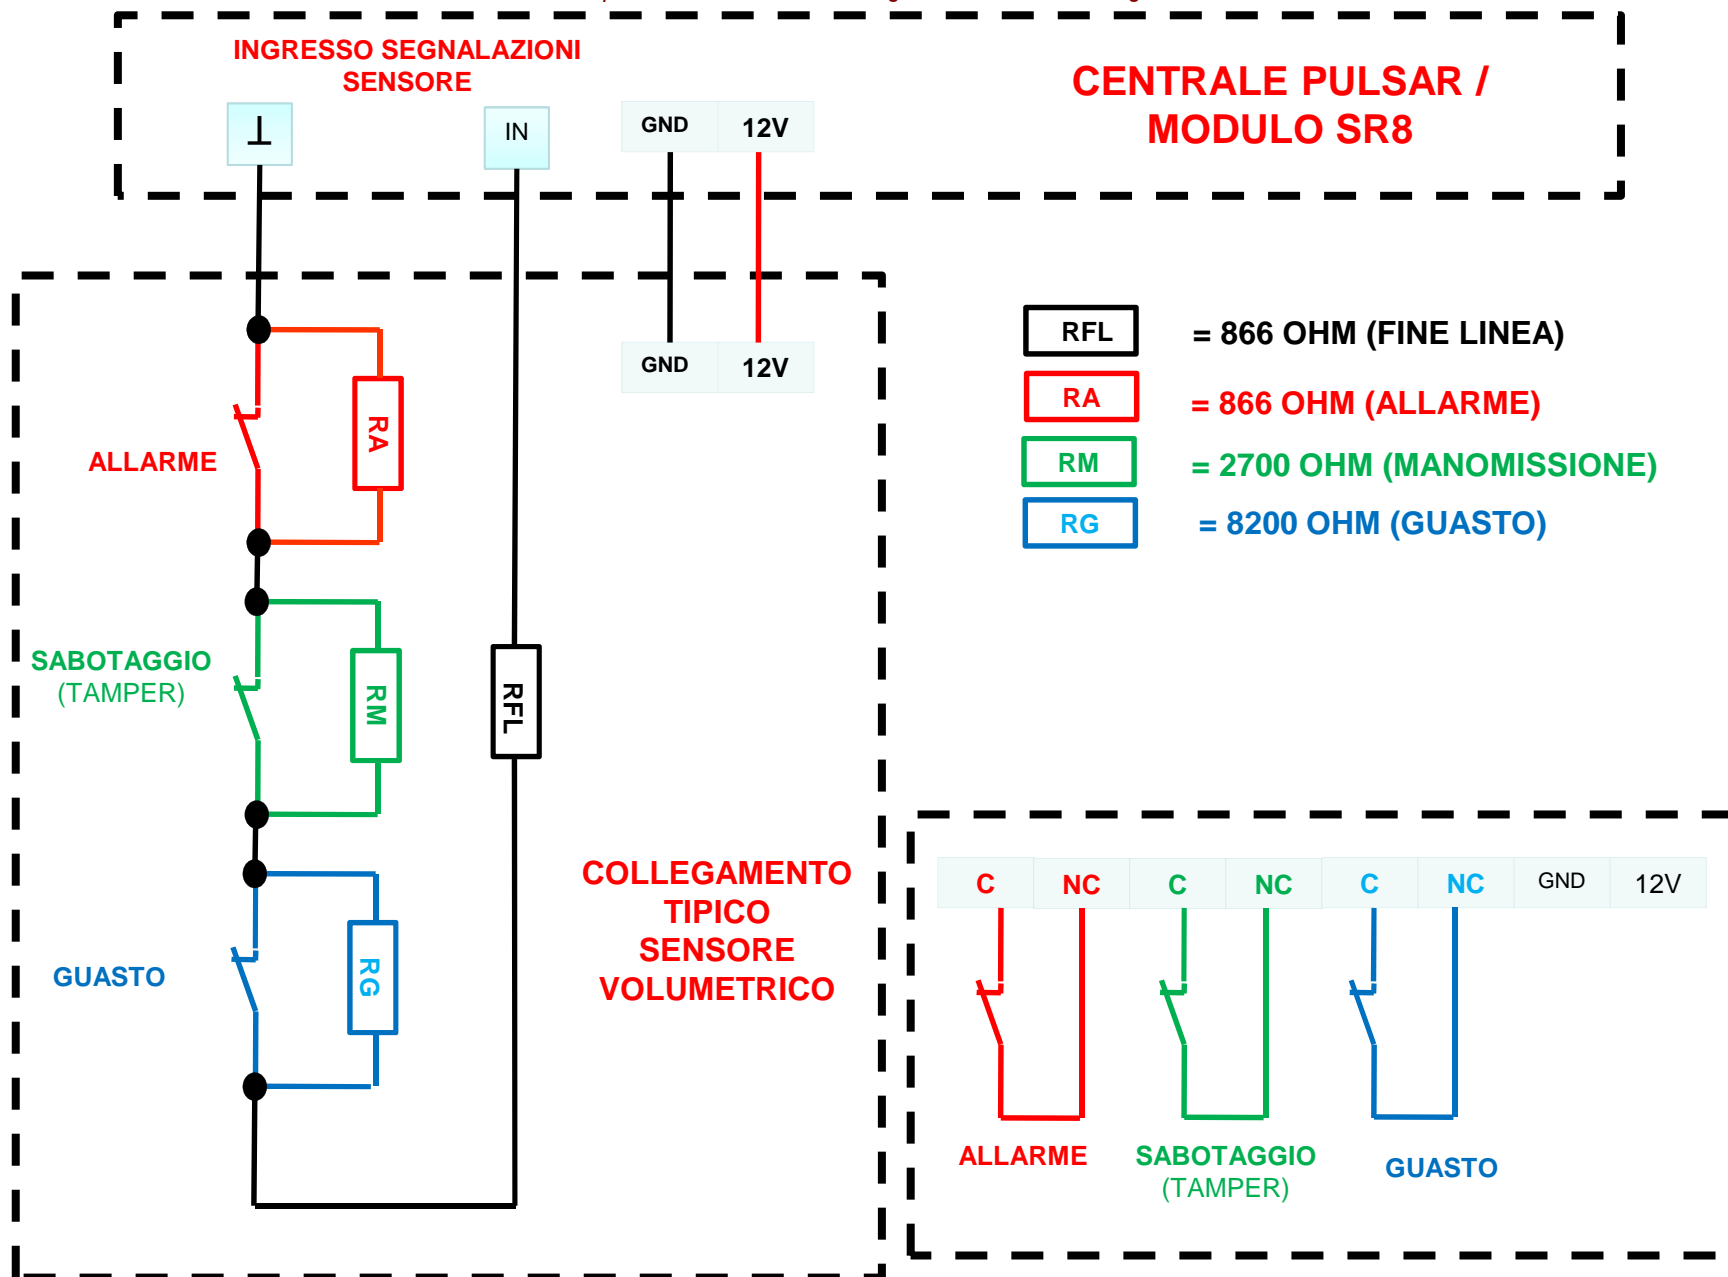 INGRESSO SEGNALAZIONI
SENSORE
CENTRALE PULSAR /
MODULO SR8
⊥
IN
GND
12V
GND
12V
RFL
= 866 OHM (FINE LINEA)
RA
= 866 OHM (ALLARME)
RM
= 2700 OHM (MANOMISSIONE)
RG
= 8200 OHM (GUASTO)
ALLARME
RA
SABOTAGGIO
(TAMPER)
RM
RFL
GUASTO
RG
COLLEGAMENTO
TIPICO
SENSORE
VOLUMETRICO
C
NC
C
NC
C
NC
GND
12V
ALLARME
SABOTAGGIO
(TAMPER)
GUASTO